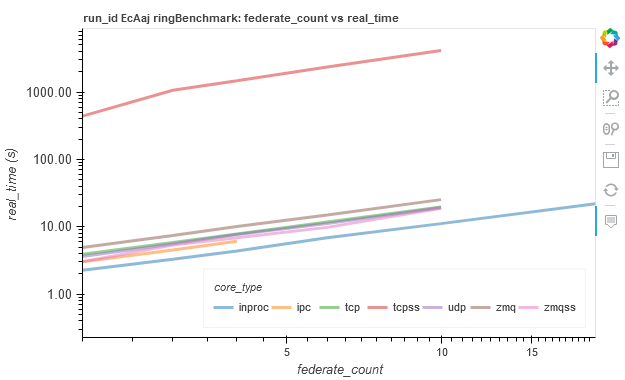 run_id EcAaj ringBenchmark: federate_count vs real_time
1000.00
100.00
10.00
1.00
real_time (s)
core_type
inproc ipc tcp tcpss udp zmq zmqss
5 10 15
federate_count